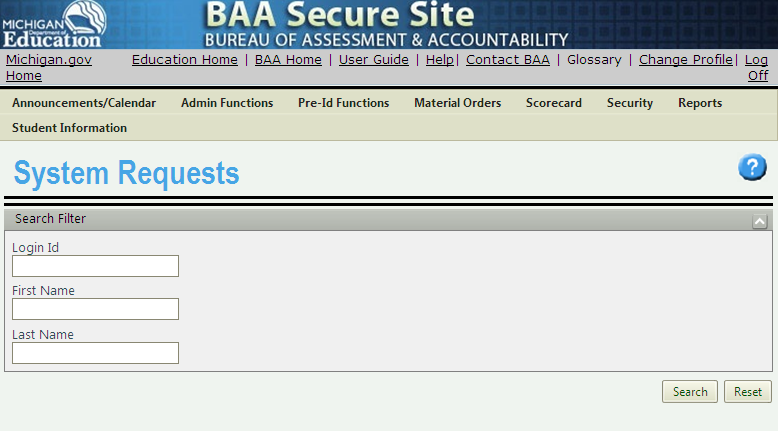 MICHIGAN
Department of
Education
BAA Secure Site
BUREAU OF ASSESSMENT & ACCOUNTABILITY
Michigan.gov Home
Education Home | BAA Home | User Guide | Help| Contact BAA | Glossary | Change Profile| Log Off
Announcements/Calendar Admin Functions Pre-Id Functions Material Orders Scorecard Security Reports
Student Information
System Requests
?
Search Filter
Login Id
First Name
Last Name
Search Reset